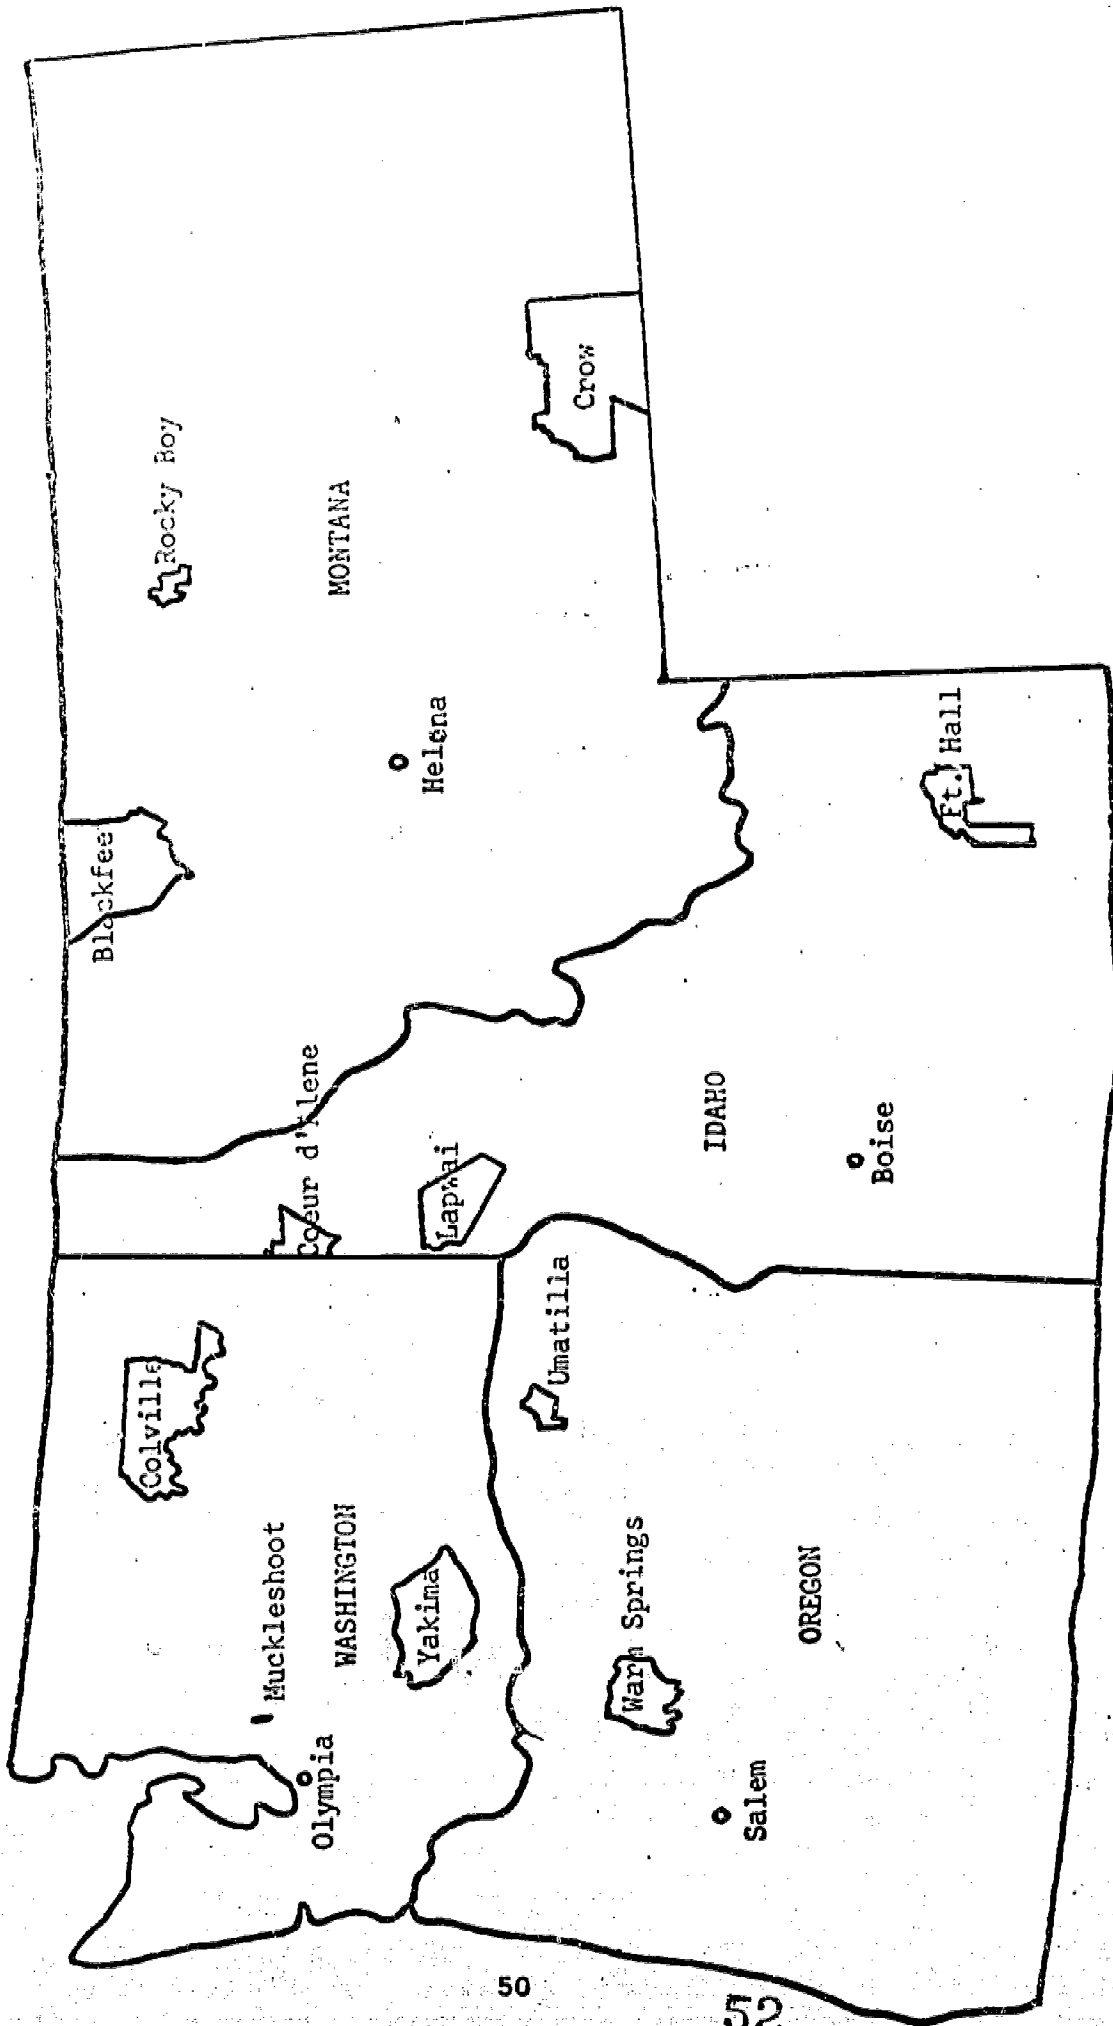 Blackfee
Rocky Boy
MONTANA
Helena
Crow
Colville
Muckleshoot
WASHINGTON
Olympia
Yakima
Coeur d'Alene
Lapwai
IDAHO
Boise
Ft. Hall
Umatilla
Warm Springs
Salem
OREGON
50
52